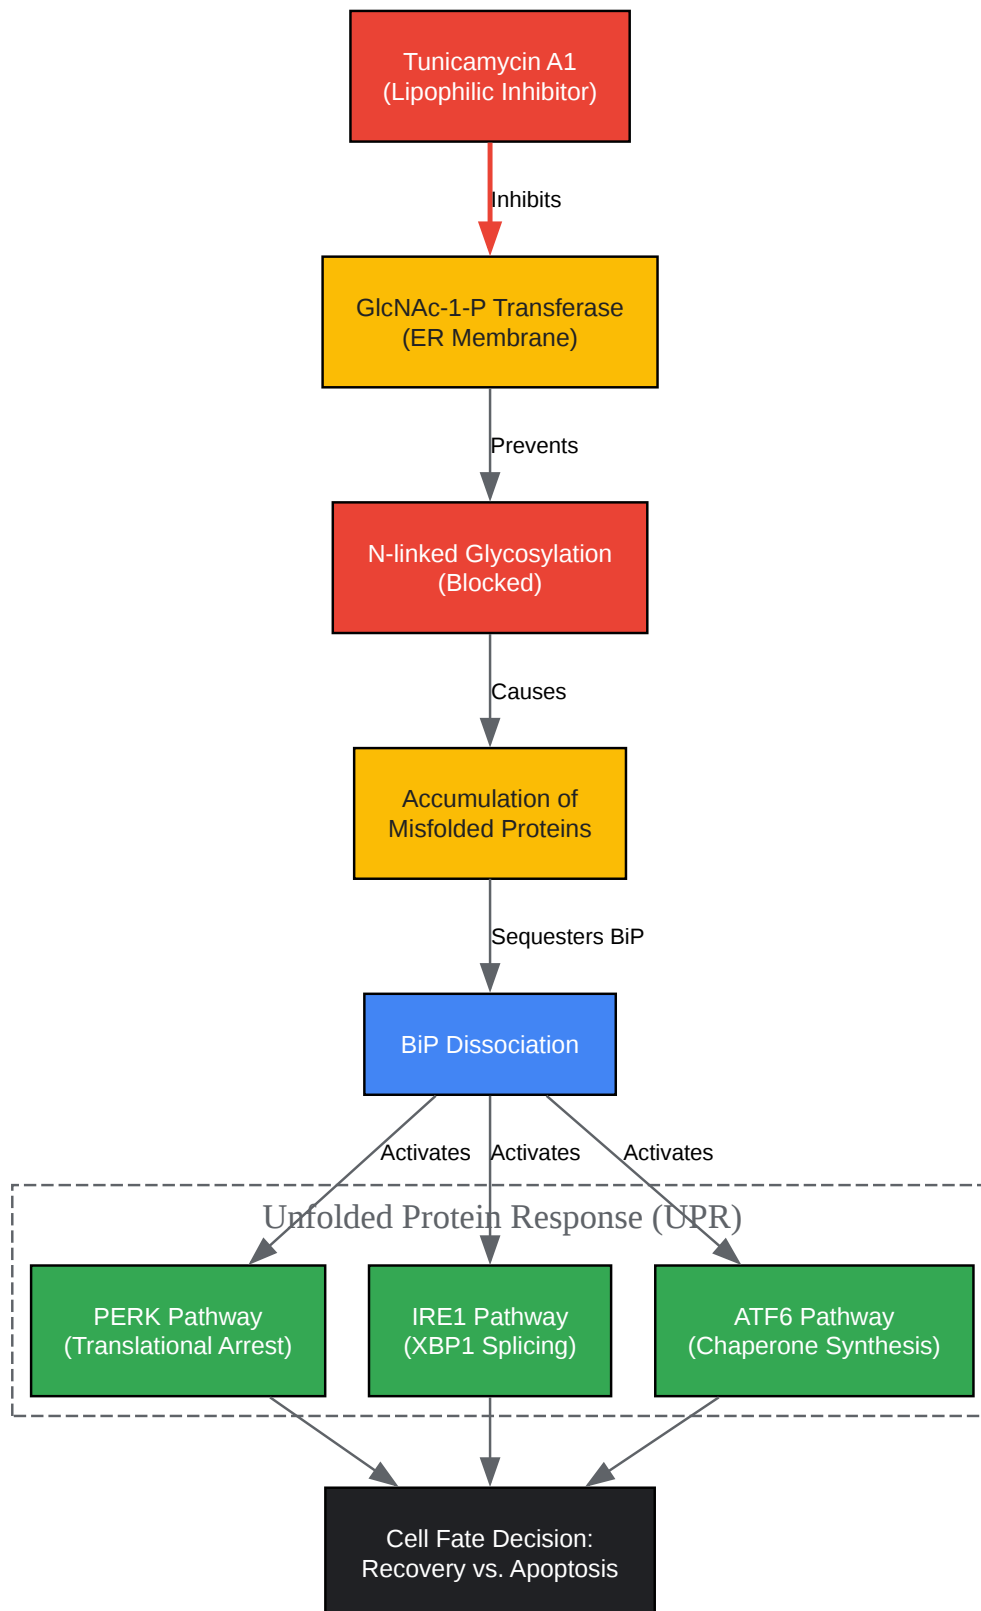 Tunicamycin A1
(Lipophilic Inhibitor)
Inhibits
GlcNAc-1-P Transferase
(ER Membrane)
Prevents
N-linked Glycosylation
(Blocked)
Causes
Accumulation of
Misfolded Proteins
Sequesters BiP
BiP Dissociation
Activates
Activates
Activates
Unfolded Protein Response (UPR)
PERK Pathway
(Translational Arrest)
IRE1 Pathway
(XBP1 Splicing)
ATF6 Pathway
(Chaperone Synthesis)
Cell Fate Decision:
Recovery vs. Apoptosis